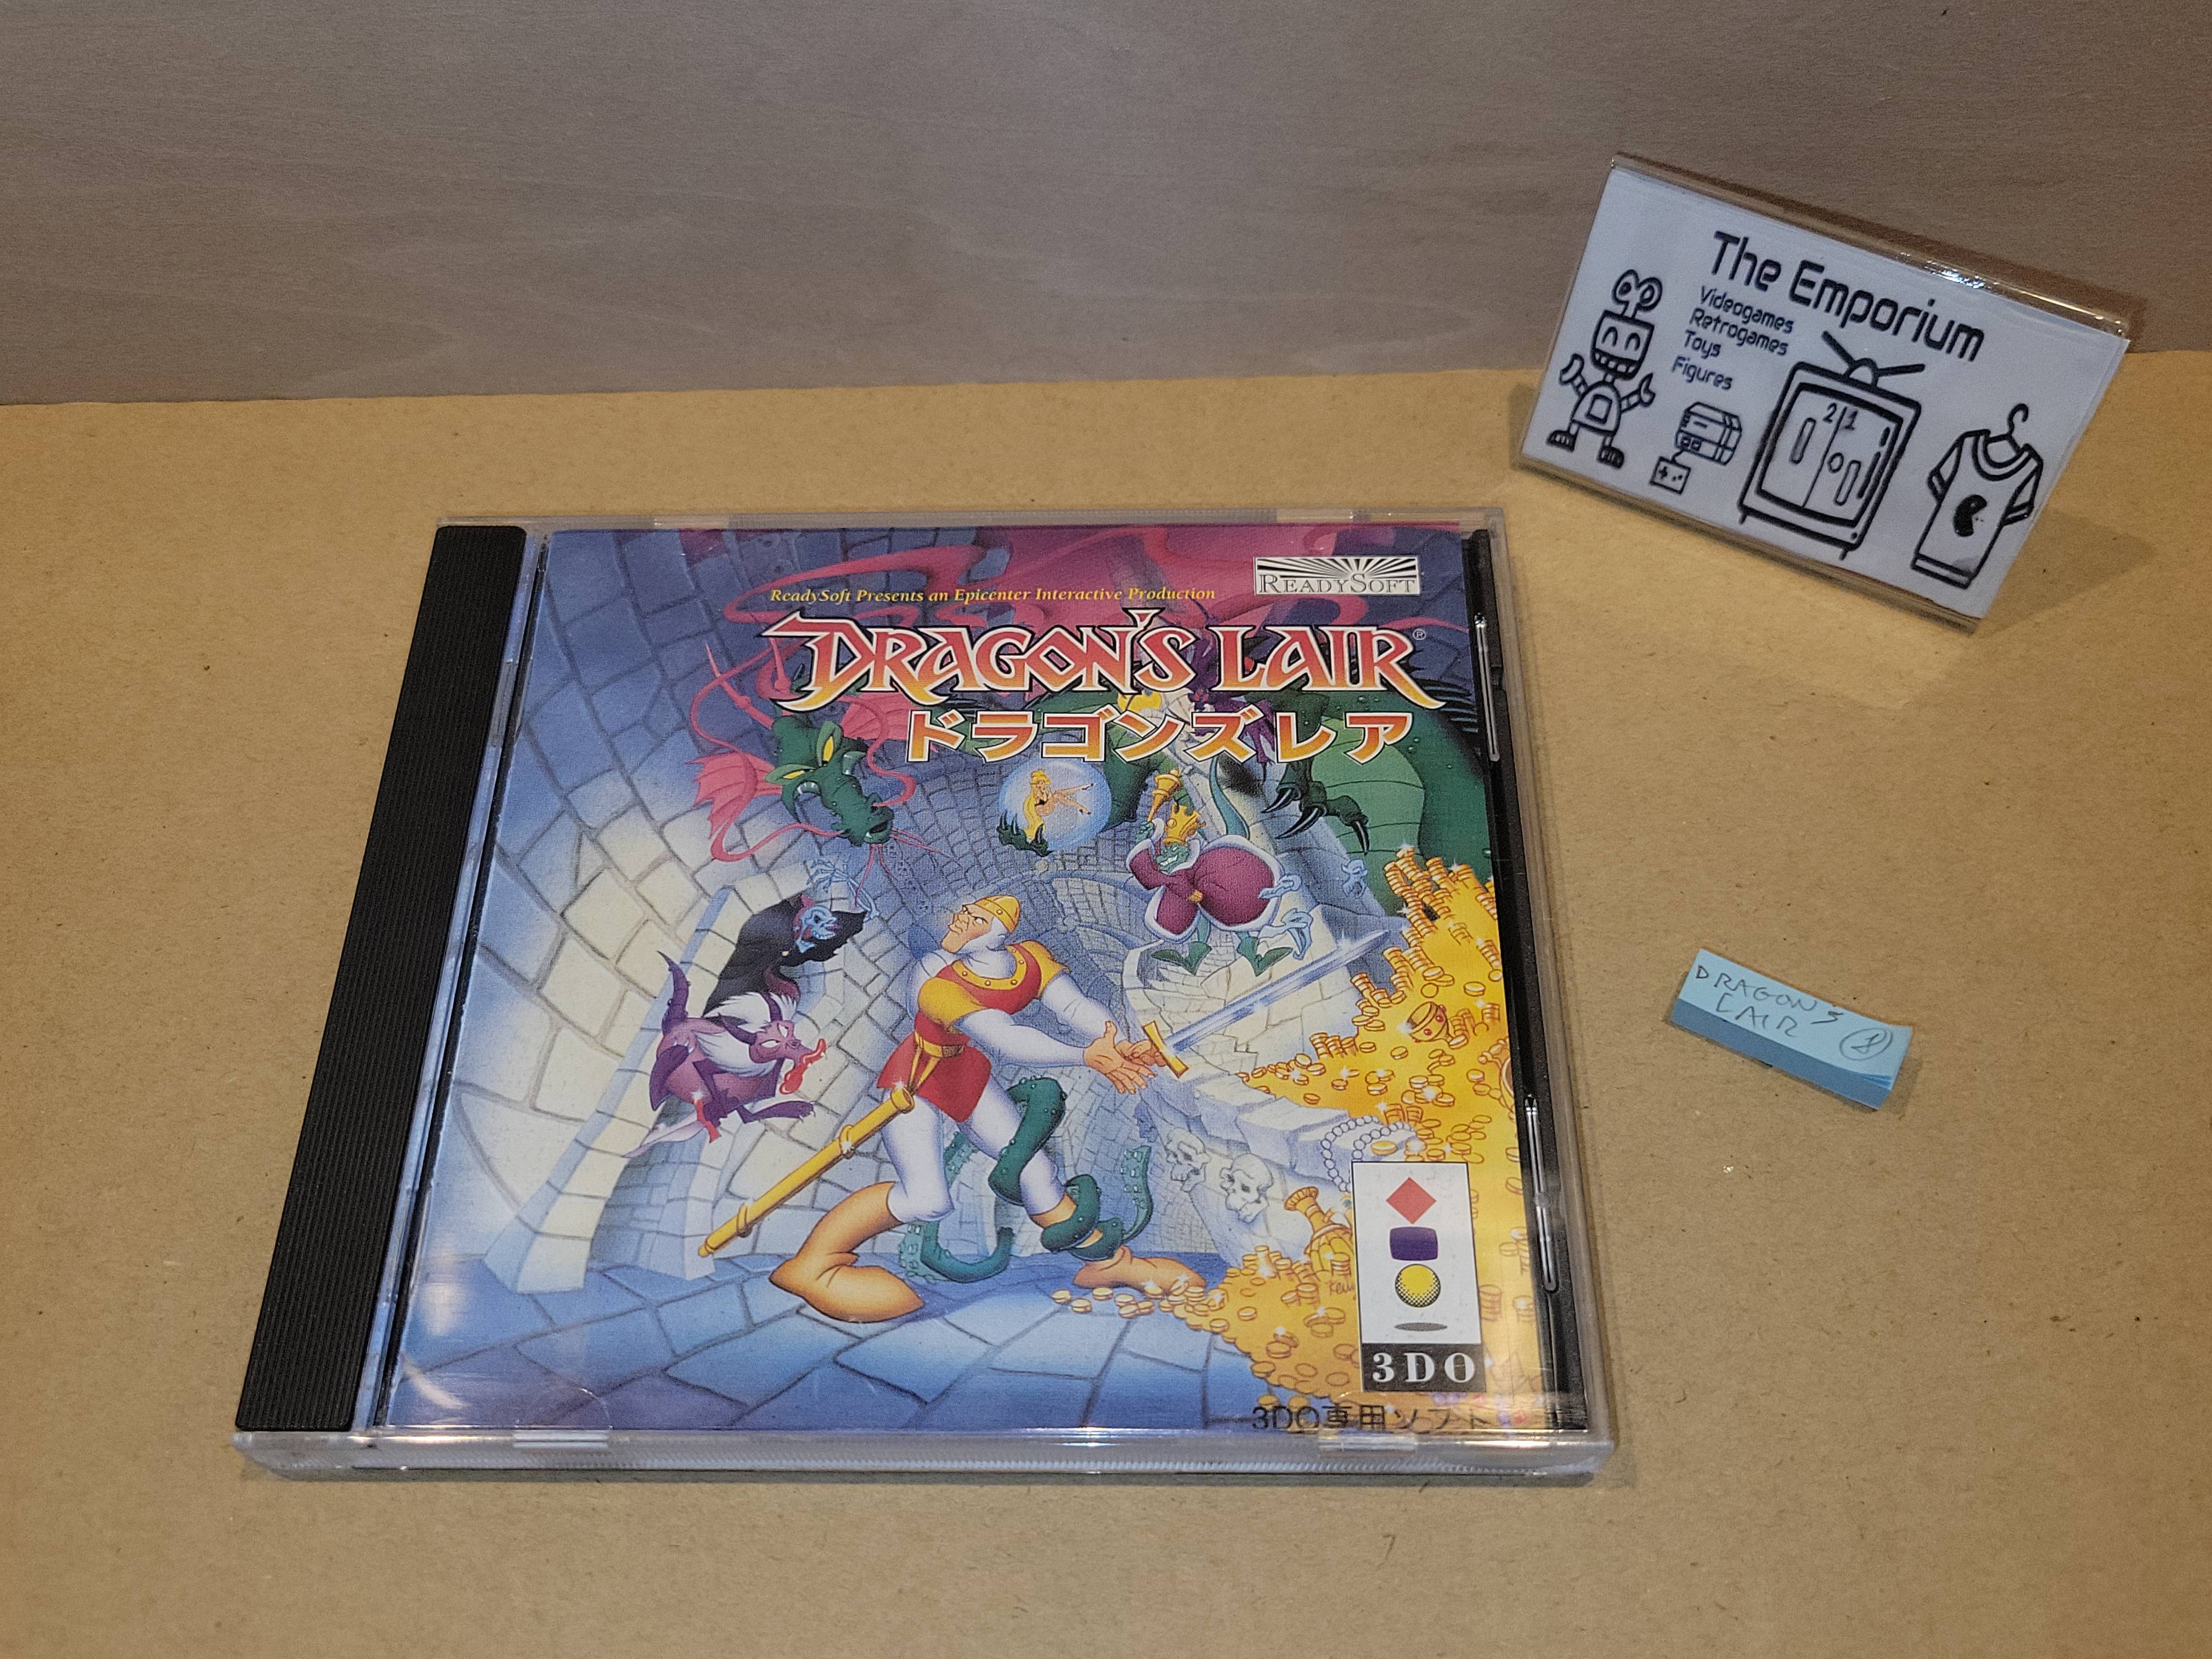 The Emporium
Videogames
Retrogames
Toys
Figures
21
READYSOFT
ReadySoft Presents an Epicenter Interactive Production
DRAGON'S LAIR®
ドラゴンズレア
DRAGON'S
LAIR
3DO
3DO専用ソフト